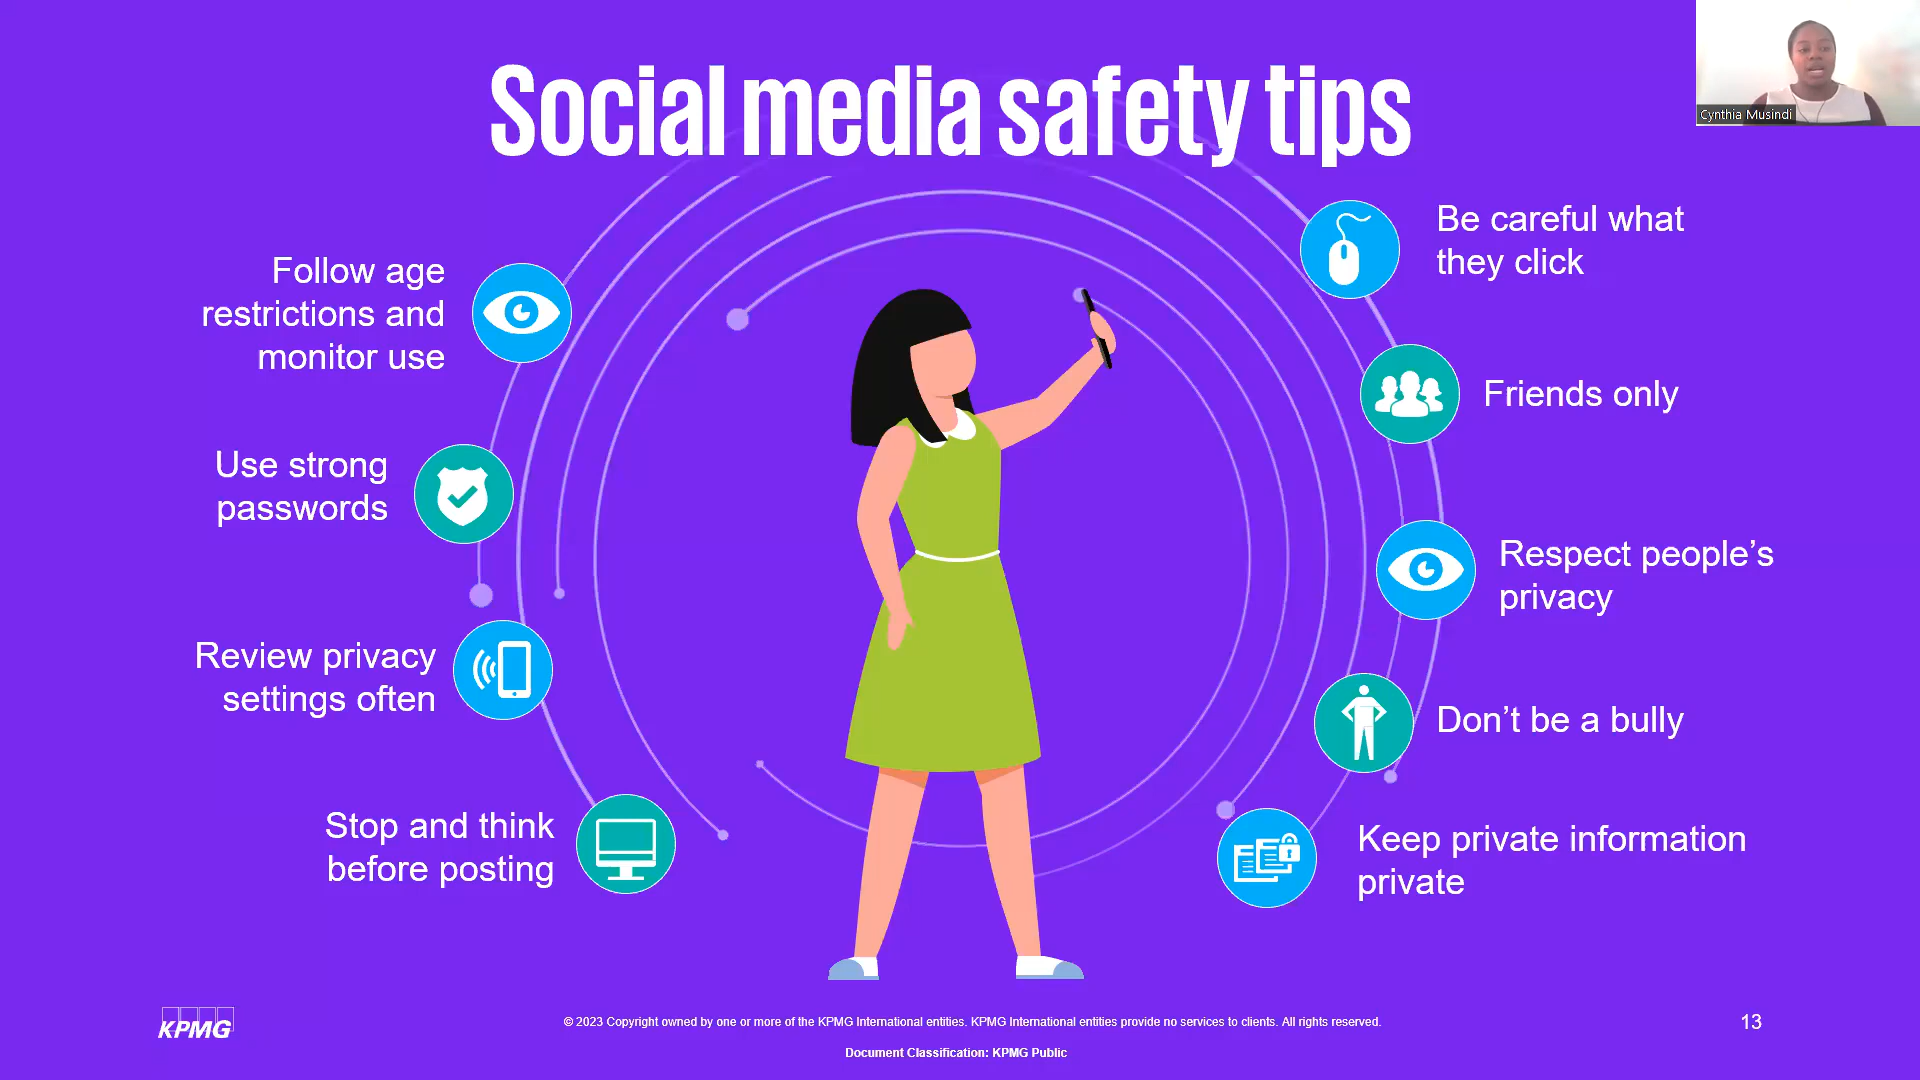 Social media safety tips
Cynthia Musindi
Follow age
restrictions and
monitor use
Use strong
passwords
Review privacy
settings often
Stop and think
before posting
Be careful what
they click
Friends only
Respect people’s
privacy
Don’t be a bully
Keep private information
private
KPMG
© 2023 Copyright owned by one or more of the KPMG International entities. KPMG International entities provide no services to clients. All rights reserved.
13
Document Classification: KPMG Public